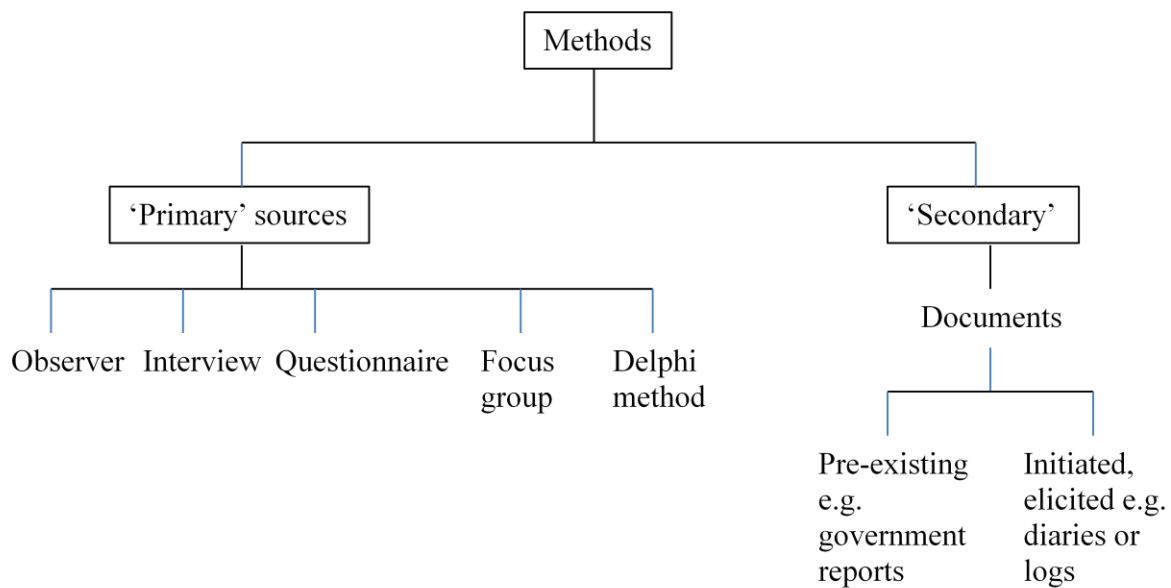 Methods
‘Primary’ sources
‘Secondary’
Documents
Observer
Interview
Questionnaire
Focus
group
Delphi
method
Pre-existing
e.g.
government
reports
Initiated,
elicited e.g.
diaries or
logs